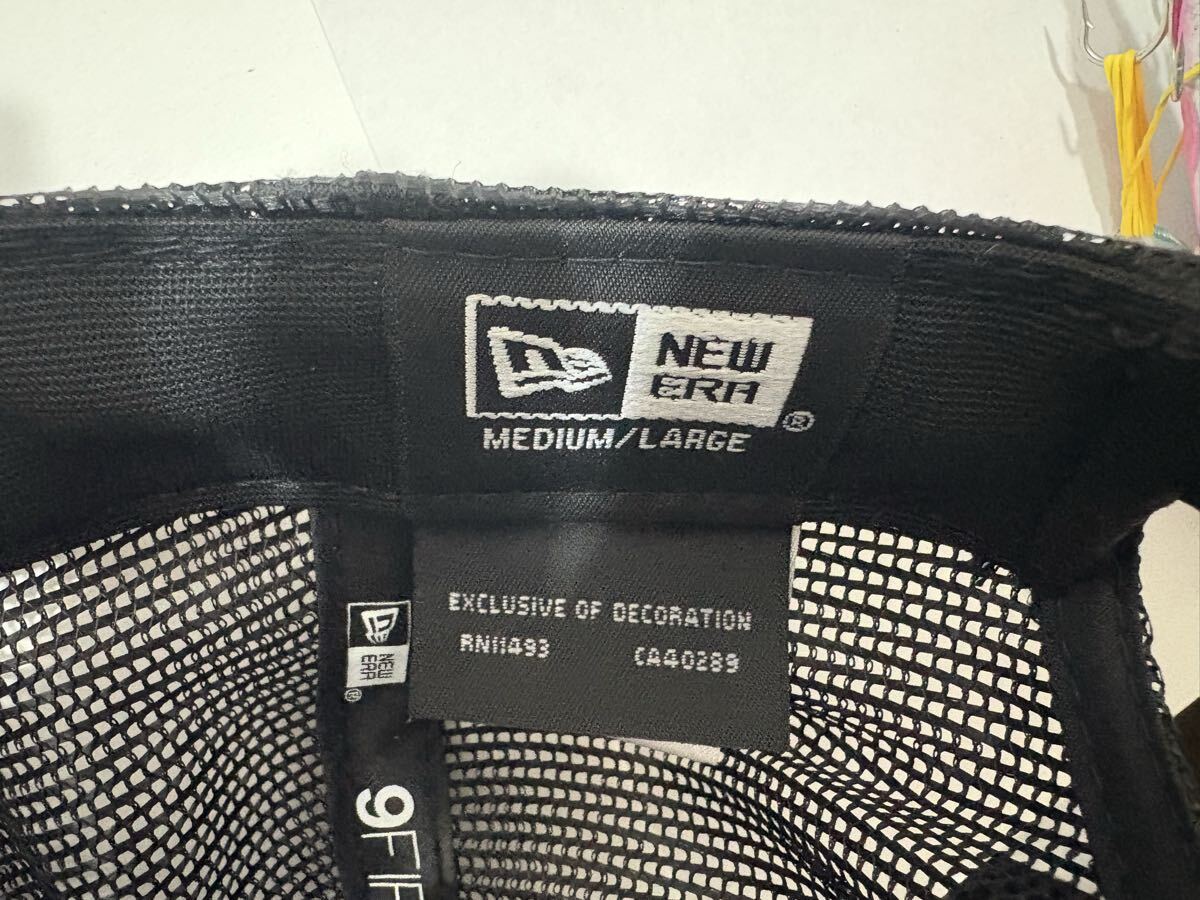 NEW
ERA
®
MEDIUM/LARGE
EXCLUSIVE OF DECORATION
RN11493 CA40289
NEW
ERA
®
9FIF